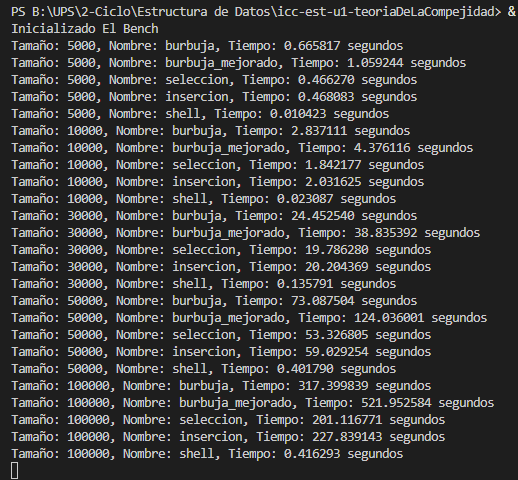 PS B:\UPS\2-Ciclo\Estructura de Datos\icc-est-u1-teoriaDeLaCompejidad> &
Inicializado El Bench
Tamaño: 5000, Nombre: burbuja, Tiempo: 0.665817 segundos
Tamaño: 5000, Nombre: burbuja_mejorado, Tiempo: 1.059244 segundos
Tamaño: 5000, Nombre: seleccion, Tiempo: 0.466270 segundos
Tamaño: 5000, Nombre: insercion, Tiempo: 0.468083 segundos
Tamaño: 5000, Nombre: shell, Tiempo: 0.010423 segundos
Tamaño: 10000, Nombre: burbuja, Tiempo: 2.837111 segundos
Tamaño: 10000, Nombre: burbuja_mejorado, Tiempo: 4.376116 segundos
Tamaño: 10000, Nombre: seleccion, Tiempo: 1.842177 segundos
Tamaño: 10000, Nombre: insercion, Tiempo: 2.031625 segundos
Tamaño: 10000, Nombre: shell, Tiempo: 0.023087 segundos
Tamaño: 30000, Nombre: burbuja, Tiempo: 24.452540 segundos
Tamaño: 30000, Nombre: burbuja_mejorado, Tiempo: 38.835392 segundos
Tamaño: 30000, Nombre: seleccion, Tiempo: 19.786280 segundos
Tamaño: 30000, Nombre: insercion, Tiempo: 20.204369 segundos
Tamaño: 30000, Nombre: shell, Tiempo: 0.135791 segundos
Tamaño: 50000, Nombre: burbuja, Tiempo: 73.087504 segundos
Tamaño: 50000, Nombre: burbuja_mejorado, Tiempo: 124.036001 segundos
Tamaño: 50000, Nombre: seleccion, Tiempo: 53.326805 segundos
Tamaño: 50000, Nombre: insercion, Tiempo: 59.029254 segundos
Tamaño: 50000, Nombre: shell, Tiempo: 0.401790 segundos
Tamaño: 100000, Nombre: burbuja, Tiempo: 317.399839 segundos
Tamaño: 100000, Nombre: burbuja_mejorado, Tiempo: 521.952584 segundos
Tamaño: 100000, Nombre: seleccion, Tiempo: 201.116771 segundos
Tamaño: 100000, Nombre: insercion, Tiempo: 227.839143 segundos
Tamaño: 100000, Nombre: shell, Tiempo: 0.416293 segundos